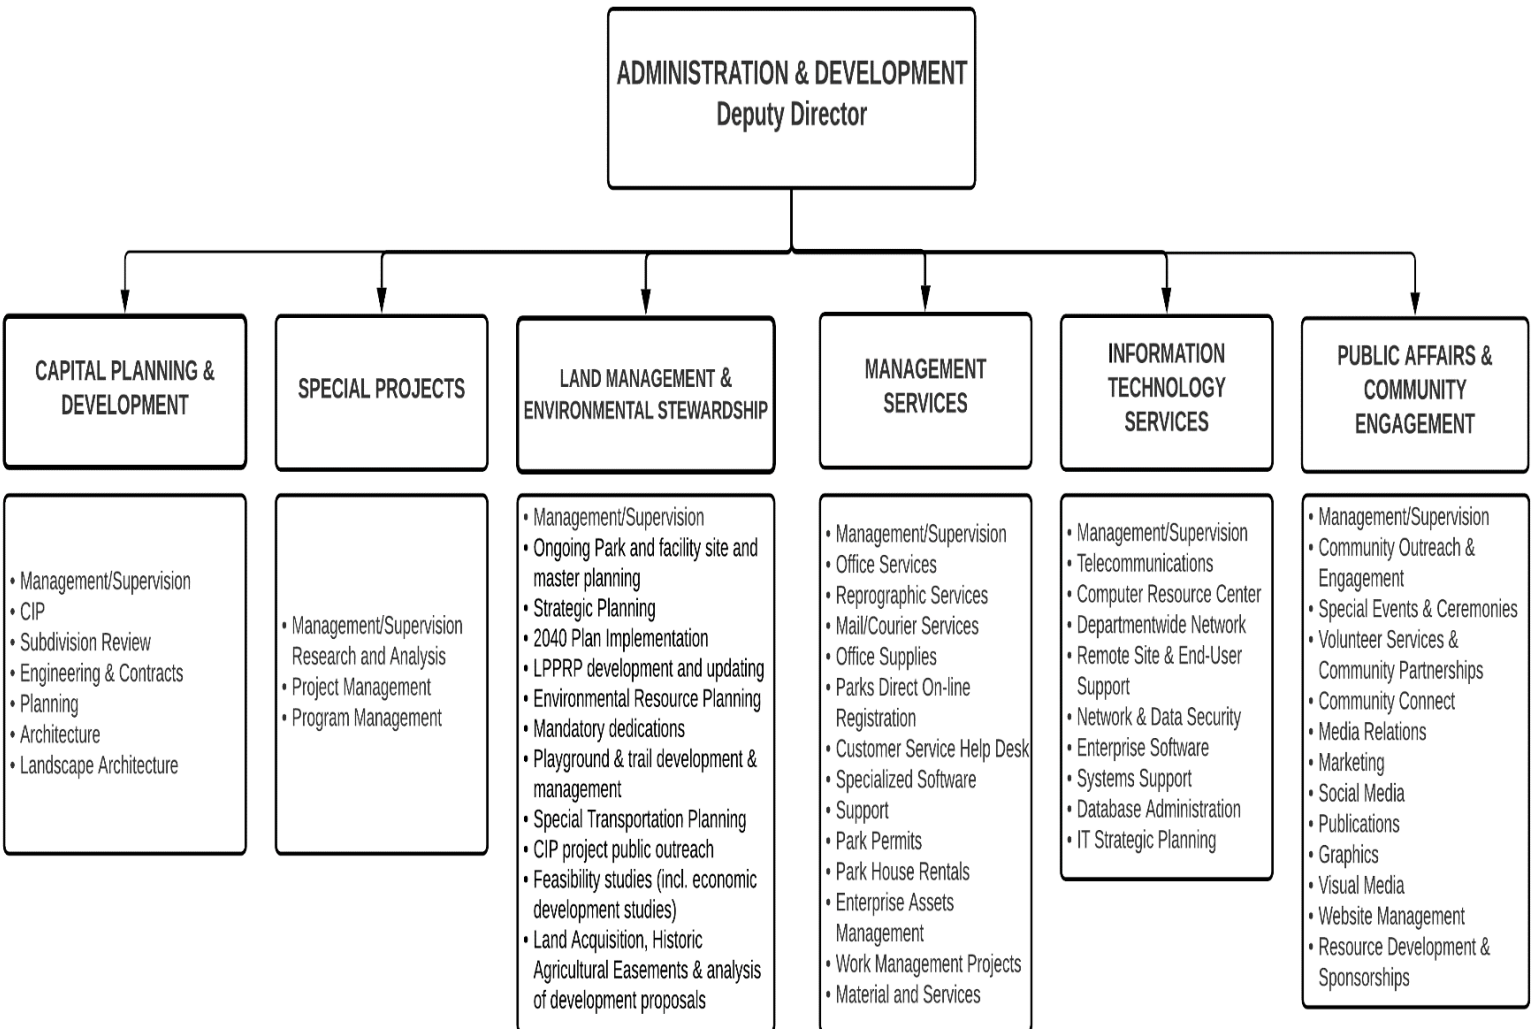 ADMINISTRATION & DEVELOPMENT
Deputy Director
CAPITAL PLANNING &
DEVELOPMENT
SPECIAL PROJECTS
LAND MANAGEMENT &
ENVIRONMENTAL STEWARDSHIP
MANAGEMENT
SERVICES
INFORMATION
TECHNOLOGY
SERVICES
PUBLIC AFFAIRS &
COMMUNITY
ENGAGEMENT
• Management/Supervision
• CIP
• Subdivision Review
• Engineering & Contracts
• Planning
• Architecture
• Landscape Architecture
• Management/Supervision
Research and Analysis
• Project Management
• Program Management
• Management/Supervision
• Ongoing Park and facility site and
master planning
• Strategic Planning
• 2040 Plan Implementation
• LPPRP development and updating
• Environmental Resource Planning
• Mandatory dedications
• Playground & trail development &
management
• Special Transportation Planning
• CIP project public outreach
• Feasibility studies (incl. economic
development studies)
• Land Acquisition, Historic
Agricultural Easements & analysis
of development proposals
• Management/Supervision
• Office Services
• Reprographic Services
• Mail/Courier Services
• Office Supplies
• Parks Direct On-line
Registration
• Customer Service Help Desk
• Specialized Software
• Support
• Park Permits
• Park House Rentals
• Enterprise Assets
Management
• Work Management Projects
• Material and Services
• Management/Supervision
• Telecommunications
• Computer Resource Center
• Departmentwide Network
• Remote Site & End-User
Support
• Network & Data Security
• Enterprise Software
• Systems Support
• Database Administration
• IT Strategic Planning
• Management/Supervision
• Community Outreach &
Engagement
• Special Events & Ceremonies
• Volunteer Services &
Community Partnerships
• Community Connect
• Media Relations
• Marketing
• Social Media
• Publications
• Graphics
• Visual Media
• Website Management
• Resource Development &
Sponsorships